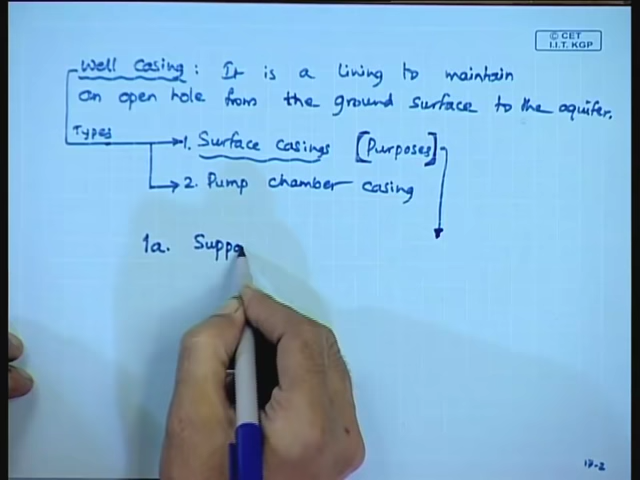 © CET
I.I.T. KGP
Well Casing : It is a lining to maintain
an open hole from the ground surface to the aquifer.
Types
1. Surface casings [Purposes]
2. Pump chamber casing
1a. Suppo
17-2